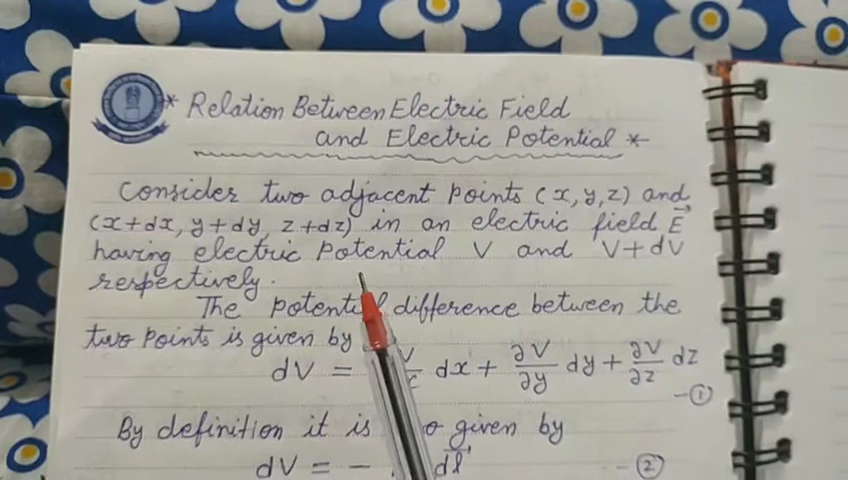 * Relation Between Electric Field
and Electric Potential *
Consider two adjacent points (x, y, z) and
(x+dx, y+dy, z+dz) in an electric field E⃗
having electric potential V and V+dV
respectively.
The difference between the
two points is given by
dV = dx + ∂V/∂y dy + ∂V/∂z dz -①
By definition it is given by
dV = - dl⃗ -②